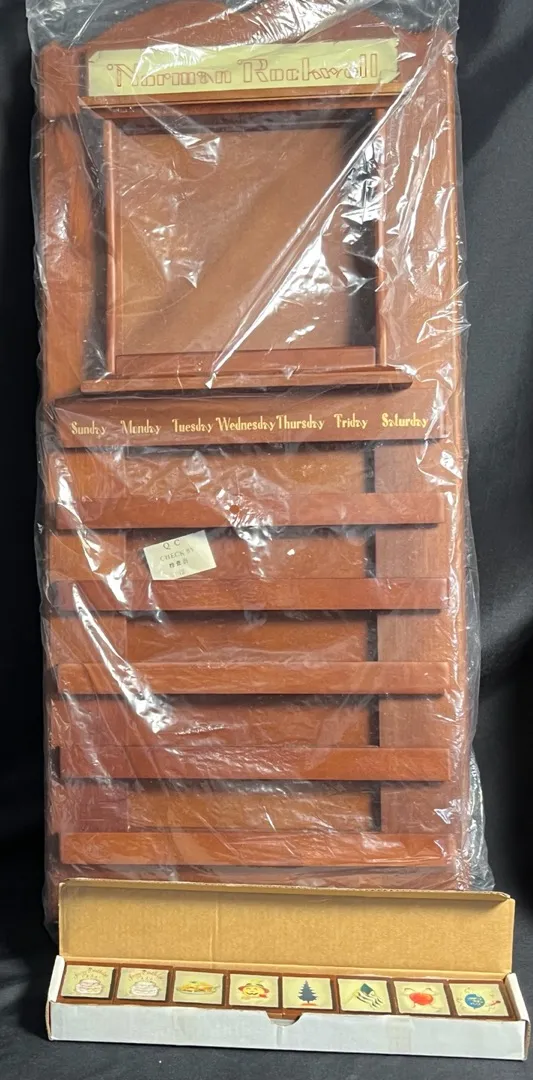 Norman Rockwell
Sunday Monday Tuesday Wednesday Thursday Friday Saturday
Q C
CHECK BY